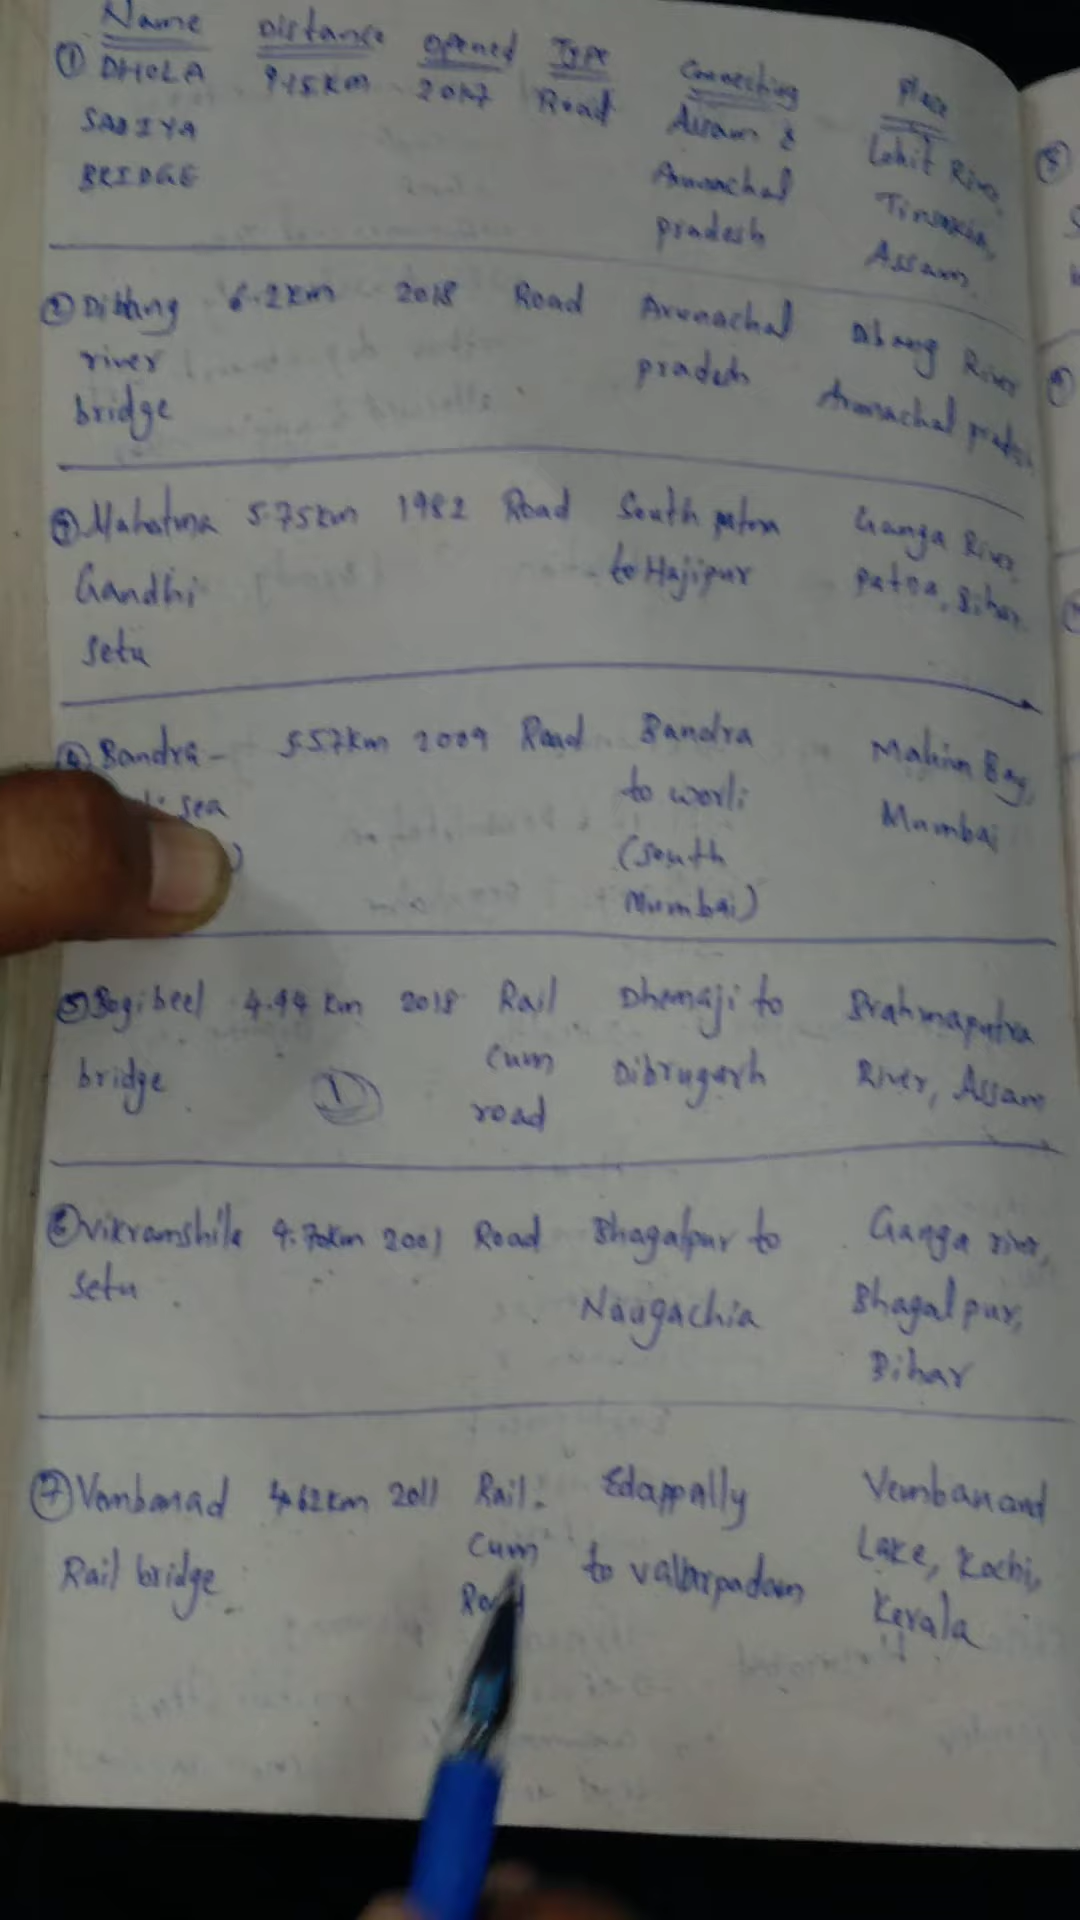 Name Distance Opened Type Connecting Place
① DHOLA 9.15km 2017 Road Assam & Lohit River,
SADIYA Arunachal Tinsukia,
BRIDGE pradesh Assam
② Dibang 6.2km 2018 Road Arunachal Dibang River
river pradesh Arunachal pradesh
bridge
Mahatma 5.75km 1982 Road South patna Ganga River,
Gandhi to Hajipur patna, Bihar
Setu
④ Bandra- 5.57km 2009 Road Bandra Mahim Bay,
sea to worli Mumbai
(South
Mumbai)
⑤ Bogibeel 4.94 km 2018 Rail Dhemaji to Brahmaputra
bridge ① cum Dibrugarh River, Assam
road
⑥ Vikramshila 4.70km 2001 Road Bhagalpur to Ganga river,
Setu Naugachia Bhagalpur,
Bihar
⑦ Vembanad 4.62km 2011 Rail. Edappally Vembanand
Rail bridge cum to vallarpadam Lake, Kochi,
Road Kerala